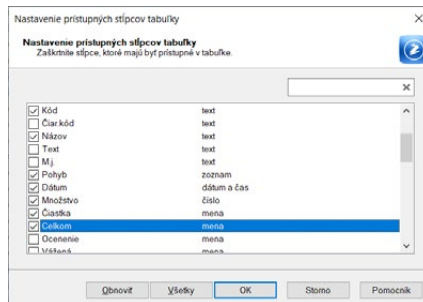 Nastavenie prístupných stĺpcov tabuľky
Nastavenie prístupných stĺpcov tabuľky
Zaškrtnite stĺpce, ktoré majú byť prístupné v tabuľke.
Kód text
Čiar.kód text
Názov text
Text text
M.j. text
Pohyb zoznam
Dátum dátum a čas
Množstvo číslo
Čiastka mena
Celkom mena
Ocenenie mena
Vážená mena
Obnoviť Všetky OK Storno Pomocník